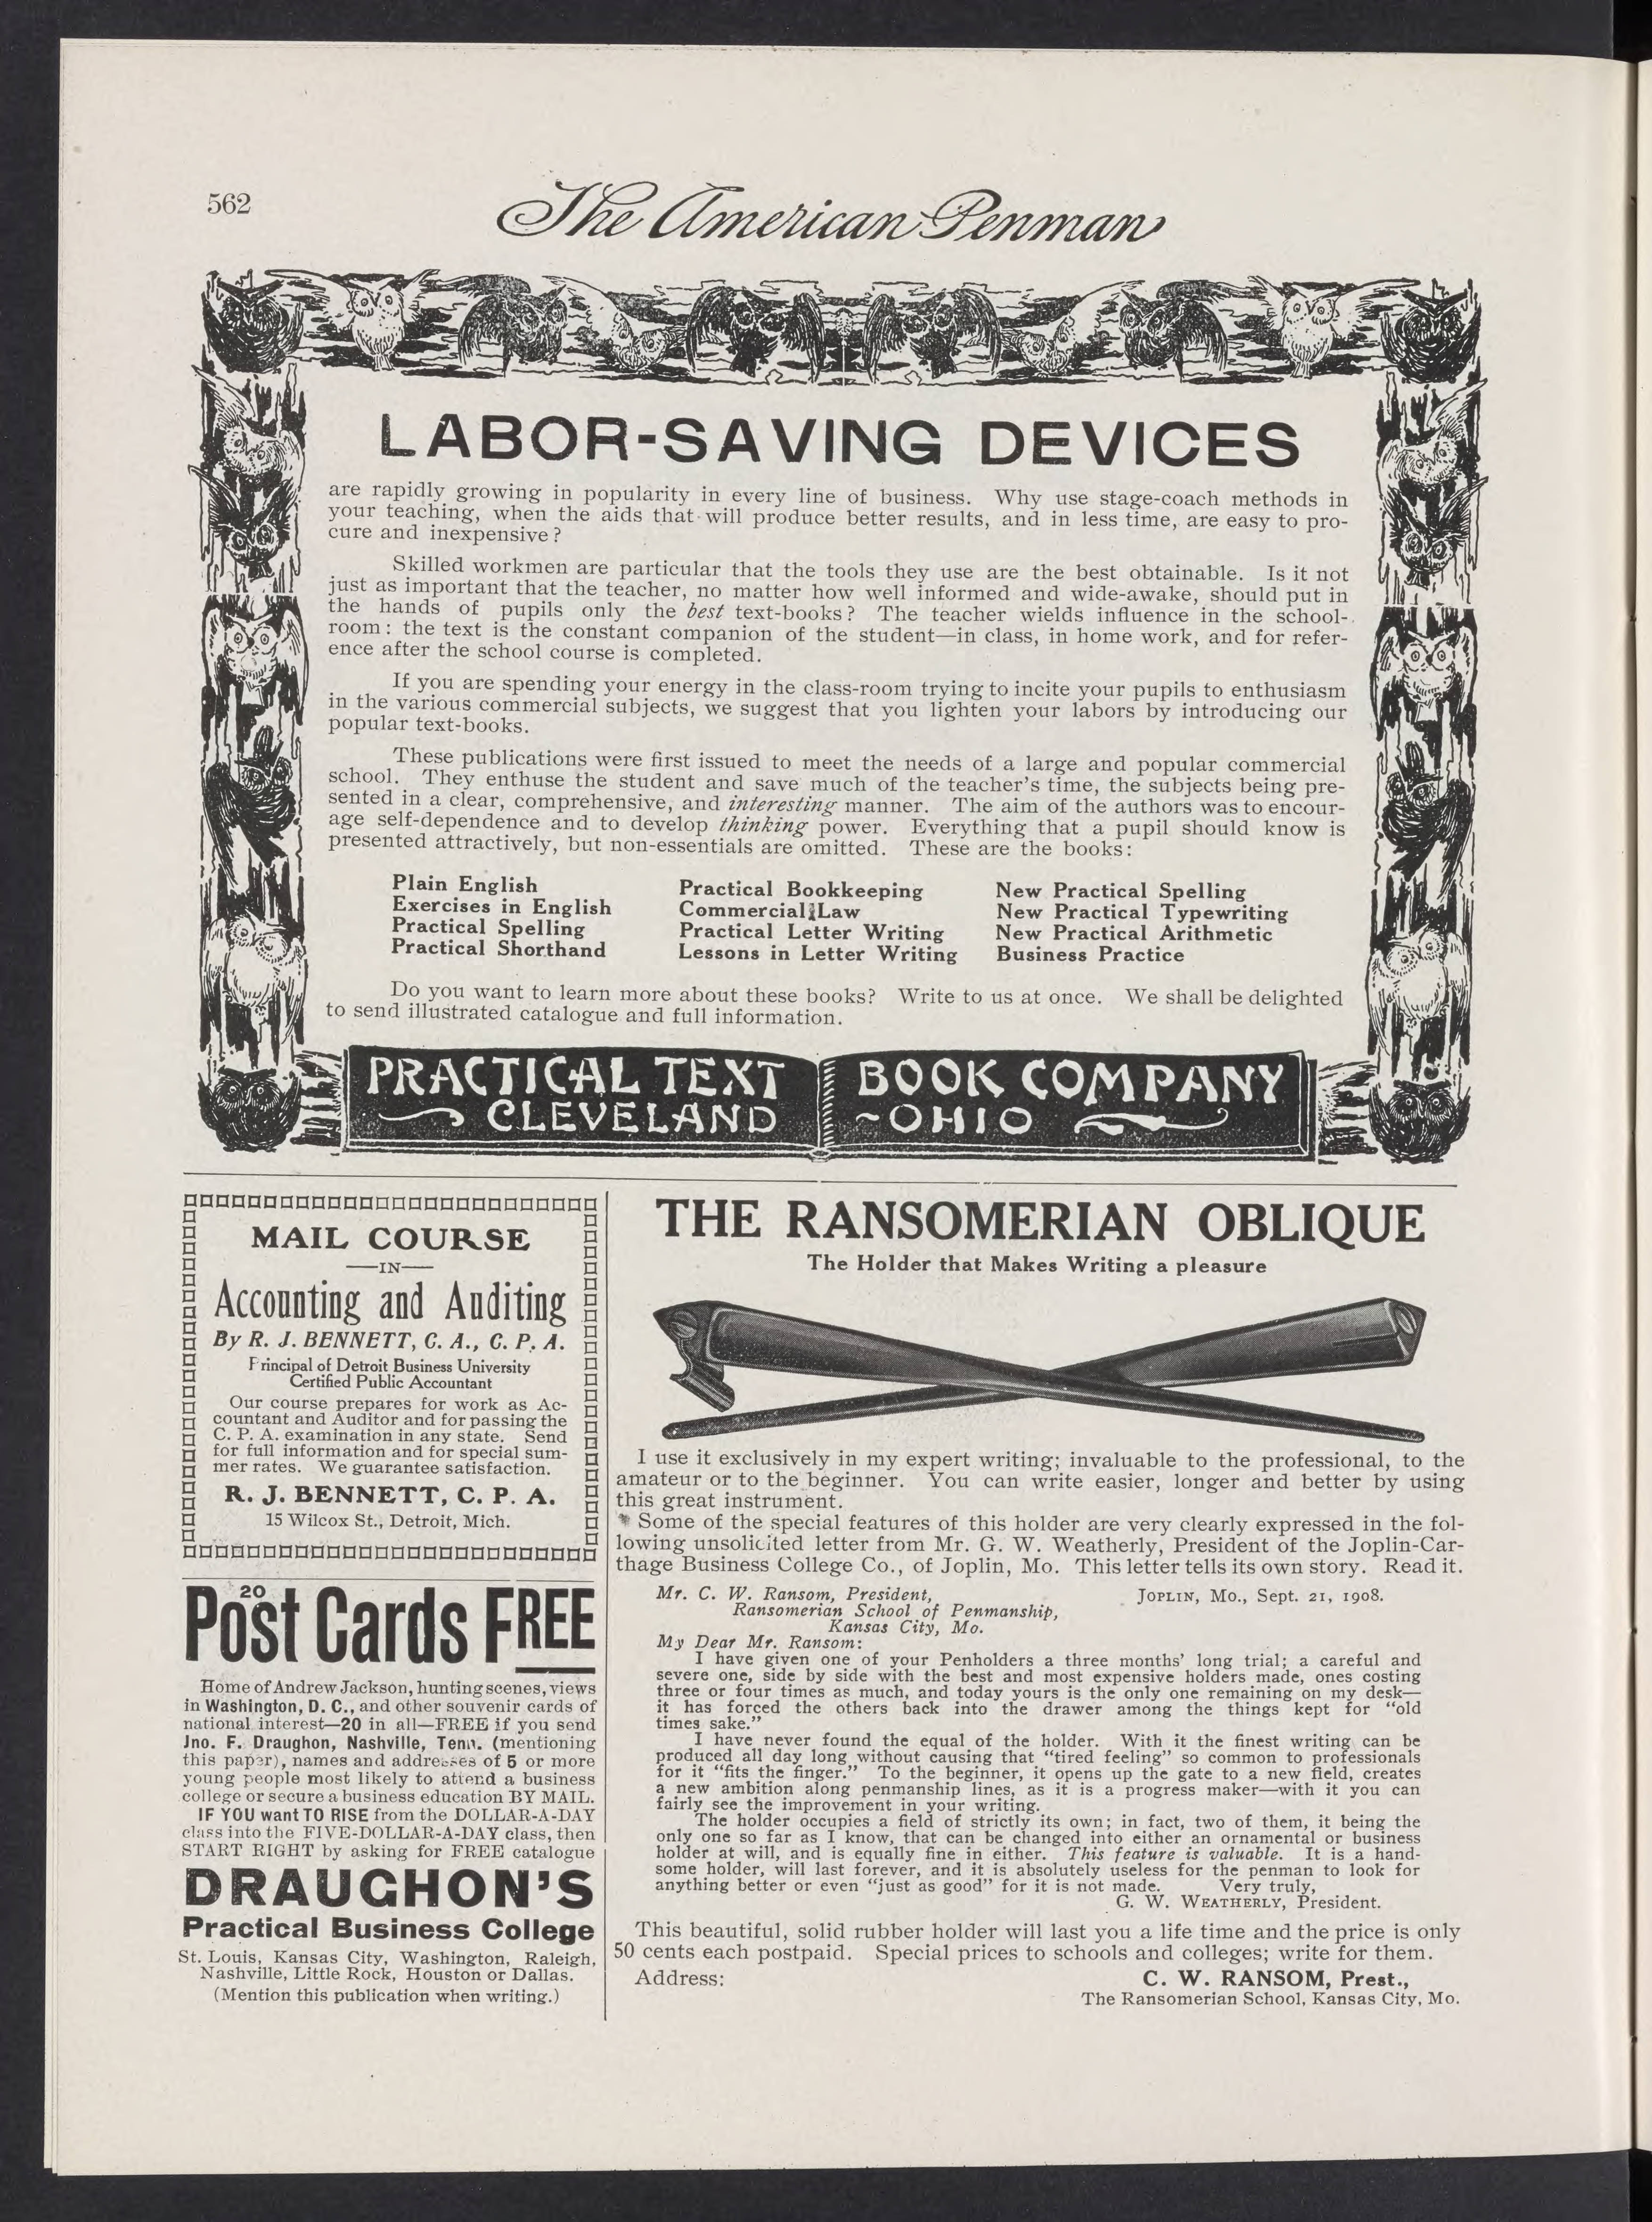 562
The American Penman
LABOR-SAVING DEVICES
are rapidly growing in popularity in every line of business. Why use stage-coach methods in
your teaching, when the aids that will produce better results, and in less time, are easy to pro-
cure and inexpensive?
Skilled workmen are particular that the tools they use are the best obtainable. Is it not
just as important that the teacher, no matter how well informed and wide-awake, should put in
the hands of pupils only the best text-books? The teacher wields influence in the school-
room: the text is the constant companion of the student—in class, in home work, and for refer-
ence after the school course is completed.
If you are spending your energy in the class-room trying to incite your pupils to enthusiasm
in the various commercial subjects, we suggest that you lighten your labors by introducing our
popular text-books.
These publications were first issued to meet the needs of a large and popular commercial
school. They enthuse the student and save much of the teacher's time, the subjects being pre-
sented in a clear, comprehensive, and interesting manner. The aim of the authors was to encour-
age self-dependence and to develop thinking power. Everything that a pupil should know is
presented attractively, but non-essentials are omitted. These are the books:
Plain English
Exercises in English
Practical Spelling
Practical Shorthand
Practical Bookkeeping
Commercial Law
Practical Letter Writing
Lessons in Letter Writing
New Practical Spelling
New Practical Typewriting
New Practical Arithmetic
Business Practice
Do you want to learn more about these books? Write to us at once. We shall be delighted
to send illustrated catalogue and full information.
PRACTICAL TEXT BOOK COMPANY
CLEVELAND ~OHIO
MAIL COURSE
—IN—
Accounting and Auditing
By R. J. BENNETT, C. A., C. P. A.
Principal of Detroit Business University
Certified Public Accountant
Our course prepares for work as Ac-
countant and Auditor and for passing the
C. P. A. examination in any state. Send
for full information and for special sum-
mer rates. We guarantee satisfaction.
R. J. BENNETT, C. P. A.
15 Wilcox St., Detroit, Mich.
20
Post Cards FREE
Home of Andrew Jackson, hunting scenes, views
in Washington, D. C., and other souvenir cards of
national interest—20 in all—FREE if you send
Jno. F. Draughon, Nashville, Tenn. (mentioning
this paper), names and addresses of 5 or more
young people most likely to attend a business
college or secure a business education BY MAIL.
IF YOU want TO RISE from the DOLLAR-A-DAY
class into the FIVE-DOLLAR-A-DAY class, then
START RIGHT by asking for FREE catalogue
DRAUGHON'S
Practical Business College
St. Louis, Kansas City, Washington, Raleigh,
Nashville, Little Rock, Houston or Dallas.
(Mention this publication when writing.)
THE RANSOMERIAN OBLIQUE
The Holder that Makes Writing a pleasure
I use it exclusively in my expert writing; invaluable to the professional, to the
amateur or to the beginner. You can write easier, longer and better by using
this great instrument.
* Some of the special features of this holder are very clearly expressed in the fol-
lowing unsolicited letter from Mr. G. W. Weatherly, President of the Joplin-Car-
thage Business College Co., of Joplin, Mo. This letter tells its own story. Read it.
Mr. C. W. Ransom, President, JOPLIN, Mo., Sept. 21, 1908.
Ransomerian School of Penmanship,
Kansas City, Mo.
My Dear Mr. Ransom:
I have given one of your Penholders a three months' long trial; a careful and
severe one, side by side with the best and most expensive holders made, ones costing
three or four times as much, and today yours is the only one remaining on my desk—
it has forced the others back into the drawer among the things kept for "old
times sake."
I have never found the equal of the holder. With it the finest writing can be
produced all day long without causing that "tired feeling" so common to professionals
for it "fits the finger." To the beginner, it opens up the gate to a new field, creates
a new ambition along penmanship lines, as it is a progress maker—with it you can
fairly see the improvement in your writing.
The holder occupies a field of strictly its own; in fact, two of them, it being the
only one so far as I know, that can be changed into either an ornamental or business
holder at will, and is equally fine in either. This feature is valuable. It is a hand-
some holder, will last forever, and it is absolutely useless for the penman to look for
anything better or even "just as good" for it is not made. Very truly,
G. W. WEATHERLY, President.
This beautiful, solid rubber holder will last you a life time and the price is only
50 cents each postpaid. Special prices to schools and colleges; write for them.
Address: C. W. RANSOM, Prest.,
The Ransomerian School, Kansas City, Mo.